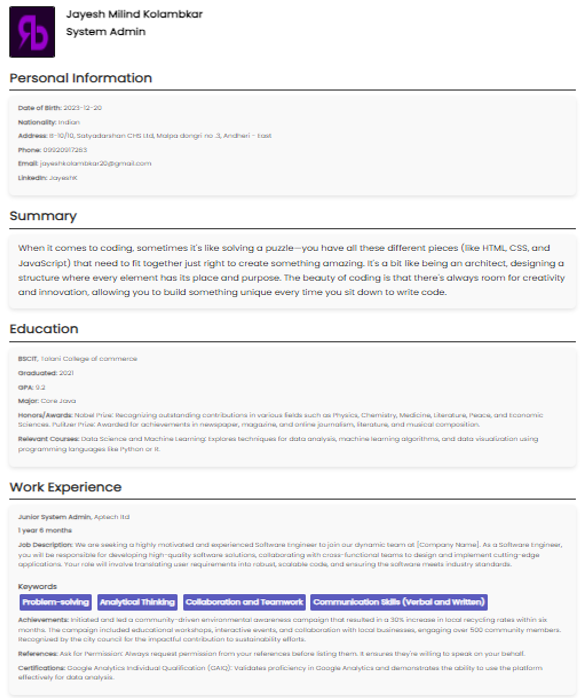 Jayesh Milind Kolambkar
System Admin
Personal Information
Date of Birth: 2023-12-20
Nationality: Indian
Address: B-10/10, Satyadarshan CHS Ltd, Malpa dongri no .3, Andheri - East
Phone: 09920917283
Email: jayeshkolambkar20@gmail.com
LinkedIn: JayeshK
Summary
When it comes to coding, sometimes it's like solving a puzzle—you have all these different pieces (like HTML, CSS, and
JavaScript) that need to fit together just right to create something amazing. It's a bit like being an architect, designing a
structure where every element has its place and purpose. The beauty of coding is that there's always room for creativity
and innovation, allowing you to build something unique every time you sit down to write code.
Education
BSCIT, Tolani College of commerce
Graduated: 2021
GPA: 9.2
Major: Core Java
Honors/Awards: Nobel Prize: Recognizing outstanding contributions in various fields such as Physics, Chemistry, Medicine, Literature, Peace, and Economic
Sciences. Pulitzer Prize: Awarded for achievements in newspaper, magazine, and online journalism, literature, and musical composition.
Relevant Courses: Data Science and Machine Learning: Explores techniques for data analysis, machine learning algorithms, and data visualization using
programming languages like Python or R.
Work Experience
Junior System Admin, Aptech ltd
1 year 6 months
Job Description: We are seeking a highly motivated and experienced Software Engineer to join our dynamic team at [Company Name]. As a Software Engineer,
you will be responsible for developing high-quality software solutions, collaborating with cross-functional teams to design and implement cutting-edge
applications. Your role will involve translating user requirements into robust, scalable code, and ensuring the software meets industry standards.
Keywords
Problem-solving Analytical Thinking Collaboration and Teamwork Communication Skills (Verbal and Written)
Achievements: Initiated and led a community-driven environmental awareness campaign that resulted in a 30% increase in local recycling rates within six
months. The campaign included educational workshops, interactive events, and collaboration with local businesses, engaging over 500 community members.
Recognized by the city council for the impactful contribution to sustainability efforts.
References: Ask for Permission: Always request permission from your references before listing them. It ensures they're willing to speak on your behalf.
Certifications: Google Analytics Individual Qualification (GAIQ): Validates proficiency in Google Analytics and demonstrates the ability to use the platform
effectively for data analysis.